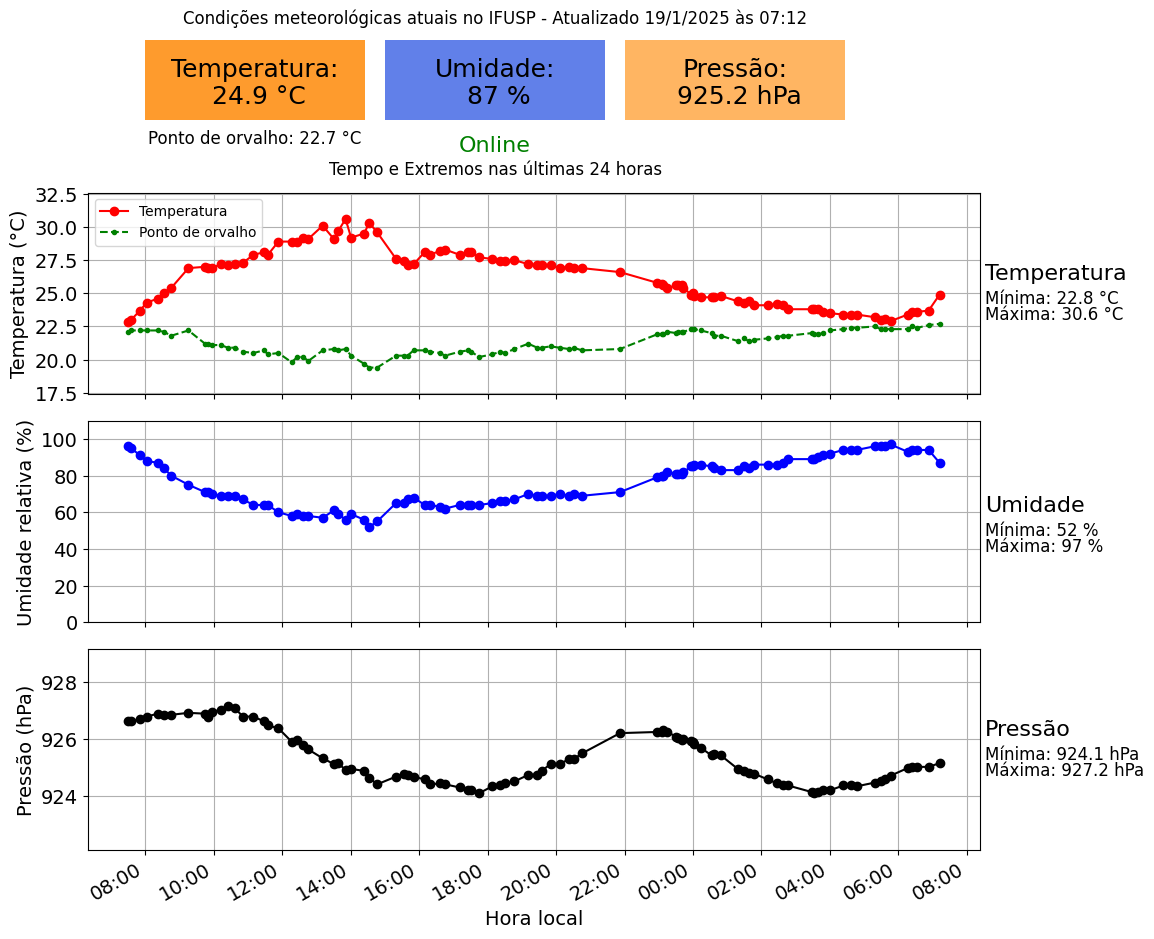 Condições meteorológicas atuais no IFUSP - Atualizado 19/1/2025 às 07:12
Temperatura:
24.9 °C
Umidade:
87 %
Pressão:
925.2 hPa
Ponto de orvalho: 22.7 °C
Online
Tempo e Extremos nas últimas 24 horas
Temperatura (°C)
32.5
30.0
27.5
25.0
22.5
20.0
17.5
Temperatura
Ponto de orvalho
Temperatura
Mínima: 22.8 °C
Máxima: 30.6 °C
Umidade relativa (%)
100
80
60
40
20
0
Umidade
Mínima: 52 %
Máxima: 97 %
Pressão (hPa)
928
926
924
Pressão
Mínima: 924.1 hPa
Máxima: 927.2 hPa
08:00 10:00 12:00 14:00 16:00 18:00 20:00 22:00 00:00 02:00 04:00 06:00 08:00
Hora local